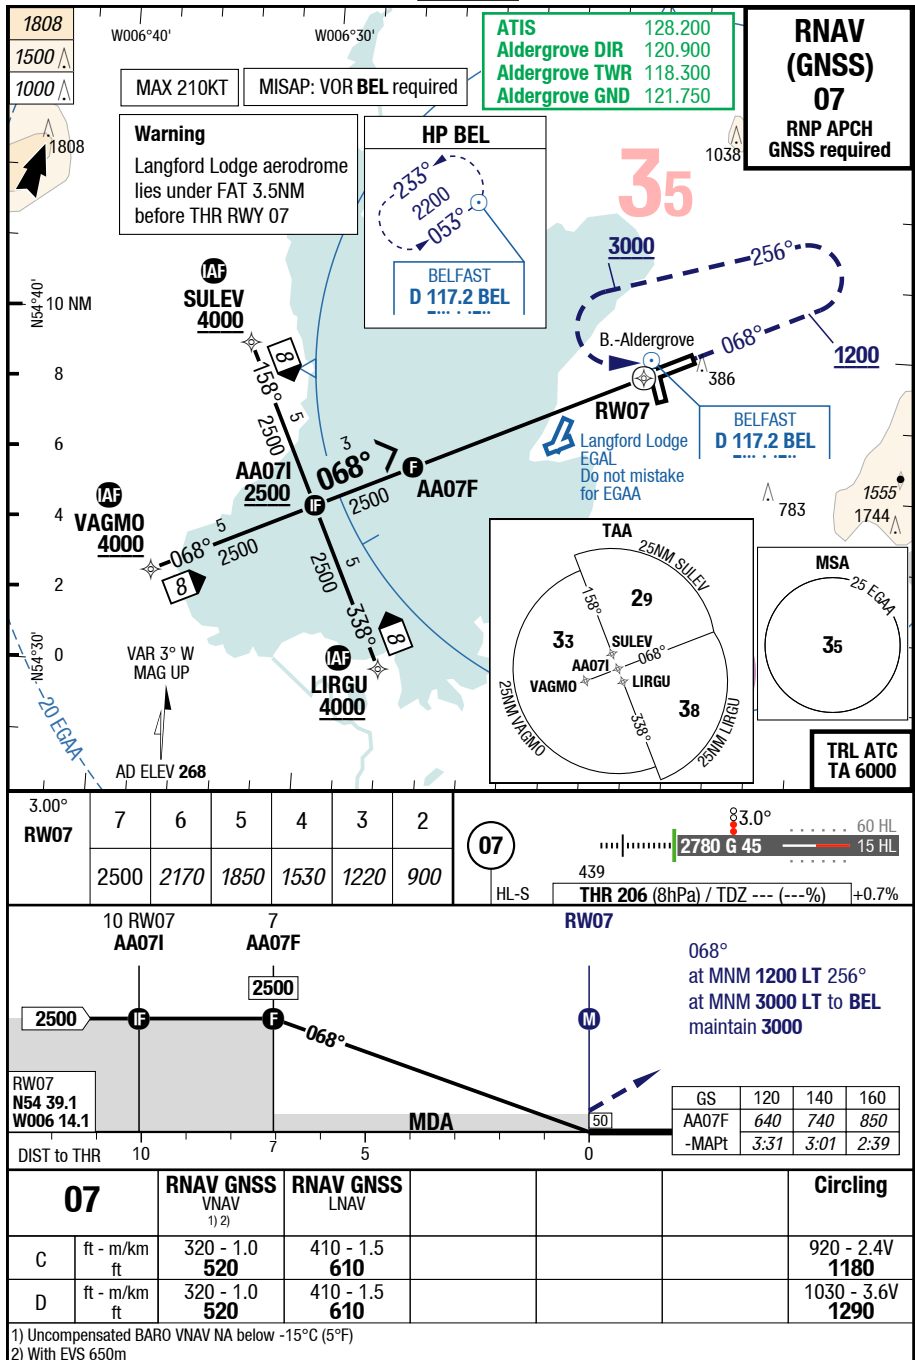 1808
1500
1000
W006°40'
W006°30'
MAX 210KT
MISAP: VOR BEL required
ATIS 128.200
Aldergrove DIR 120.900
Aldergrove TWR 118.300
Aldergrove GND 121.750
RNAV
(GNSS)
07
RNP APCH
GNSS required
1808
Warning
Langford Lodge aerodrome
lies under FAT 3.5NM
before THR RWY 07
HP BEL
233°
2200
053°
BELFAST
D 117.2 BEL
35
1038
3000
256°
068°
1200
N54°40'
10 NM
8
6
4
2
0
N54°30'
IAF
SULEV
4000
8
158°
5
2500
B.-Aldergrove
386
RW07
BELFAST
D 117.2 BEL
Langford Lodge
EGAL
Do not mistake
for EGAA
AA07I
2500
3
068°
2500
IF
F
AA07F
IAF
VAGMO
4000
5
068°
2500
8
5
2500
338°
8
IAF
LIRGU
4000
783
1555
1744
TAA
25NM SULEV
158°
29
33
SULEV
068°
AA07I
VAGMO
LIRGU
338°
38
25NM VAGMO
25NM LIRGU
MSA
25 EGAA
35
VAR 3° W
MAG UP
20 EGAA
AD ELEV 268
TRL ATC
TA 6000
3.00°
RW07
7 6 5 4 3 2
2500 2170 1850 1530 1220 900
07
HL-S
3.0°
60 HL
2780 G 45
15 HL
439
THR 206 (8hPa) / TDZ --- (---%)
+0.7%
10 RW07
AA07I
7
AA07F
RW07
2500
2500
IF
F
068°
M
068°
at MNM 1200 LT 256°
at MNM 3000 LT to BEL
maintain 3000
RW07
N54 39.1
W006 14.1
MDA
50
DIST to THR 10 7 5 0
GS 120 140 160
AA07F 640 740 850
-MAPt 3:31 3:01 2:39
07
RNAV GNSS
VNAV
1) 2)
RNAV GNSS
LNAV
Circling
C ft - m/km 320 - 1.0 410 - 1.5 920 - 2.4V
ft 520 610 1180
D ft - m/km 320 - 1.0 410 - 1.5 1030 - 3.6V
ft 520 610 1290
1) Uncompensated BARO VNAV NA below -15°C (5°F)
2) With EVS 650m